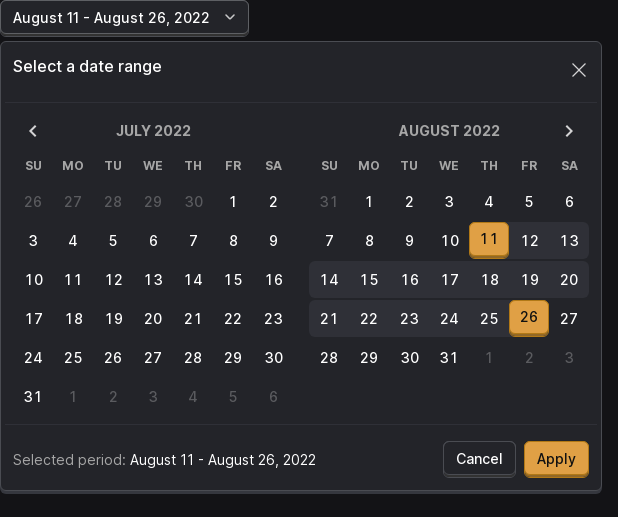 August 11 - August 26, 2022
Select a date range
JULY 2022
SU MO TU WE TH FR SA
26 27 28 29 30 1 2
3 4 5 6 7 8 9
10 11 12 13 14 15 16
17 18 19 20 21 22 23
24 25 26 27 28 29 30
31 1 2 3 4 5 6
AUGUST 2022
SU MO TU WE TH FR SA
31 1 2 3 4 5 6
7 8 9 10 11 12 13
14 15 16 17 18 19 20
21 22 23 24 25 26 27
28 29 30 31 1 2 3
Selected period: August 11 - August 26, 2022
Cancel
Apply